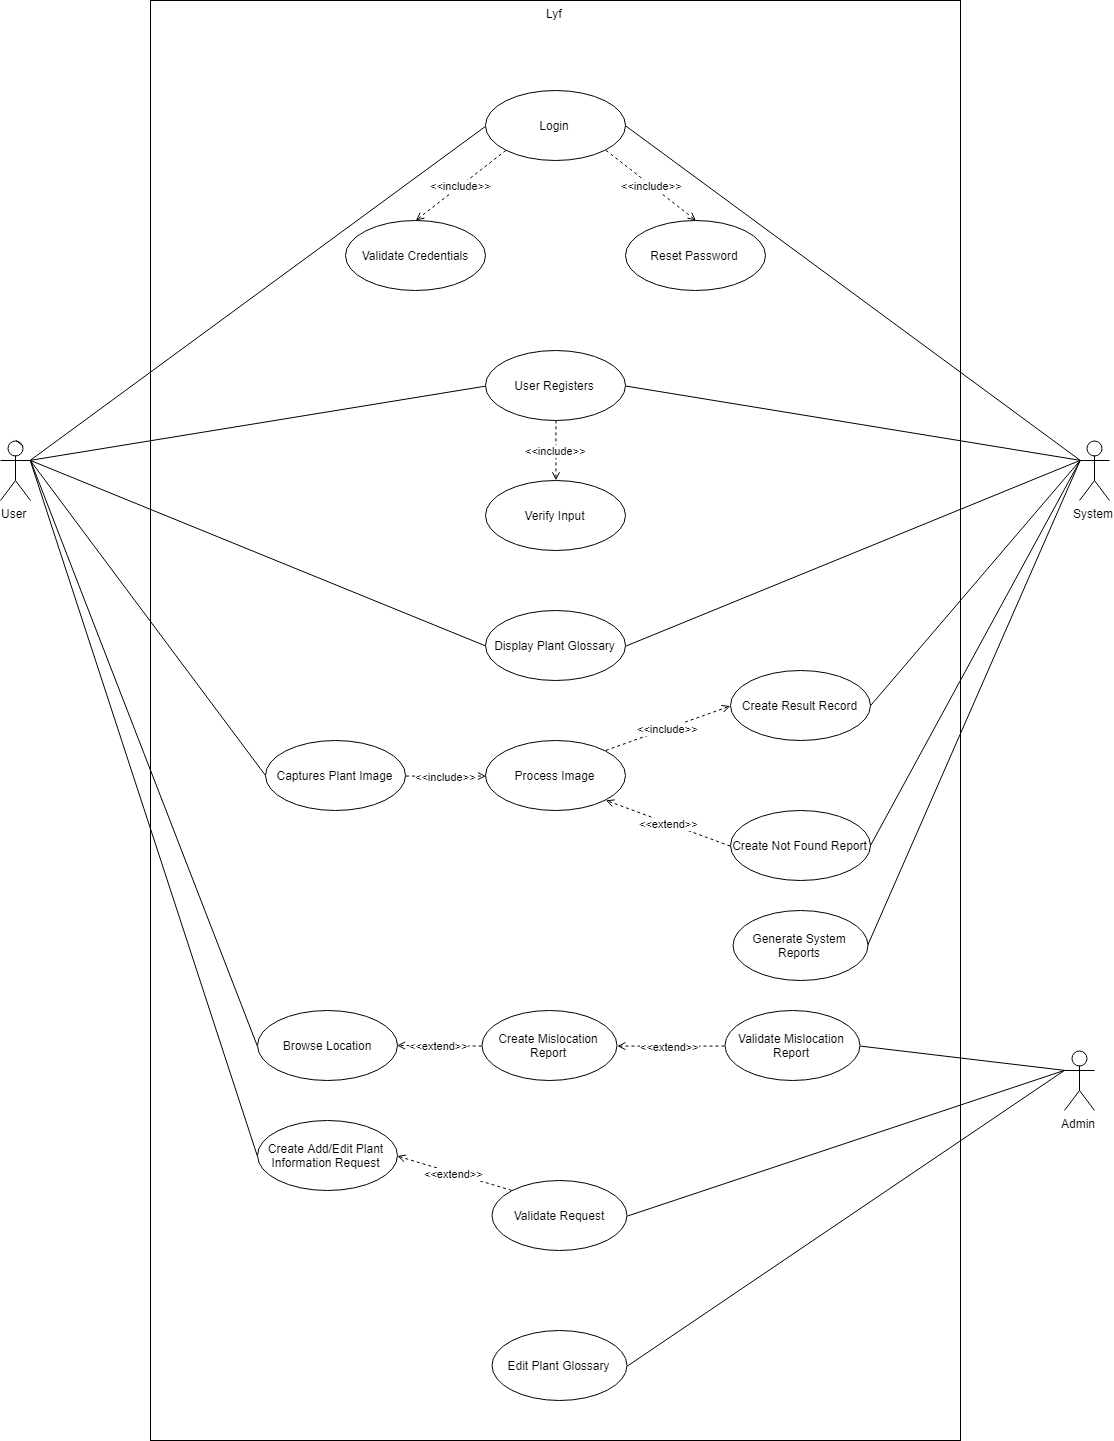 Lyf
Login
<<include>>
<<include>>
Validate Credentials
Reset Password
User Registers
<<include>>
User
System
Verify Input
Display Plant Glossary
Create Result Record
<<include>>
Captures Plant Image
<<include>>
Process Image
<<extend>>
Create Not Found Report
Generate System
Reports
Browse Location
<<extend>>
Create Mislocation
Report
<<extend>>
Validate Mislocation
Report
Admin
Create Add/Edit Plant
Information Request
<<extend>>
Validate Request
Edit Plant Glossary